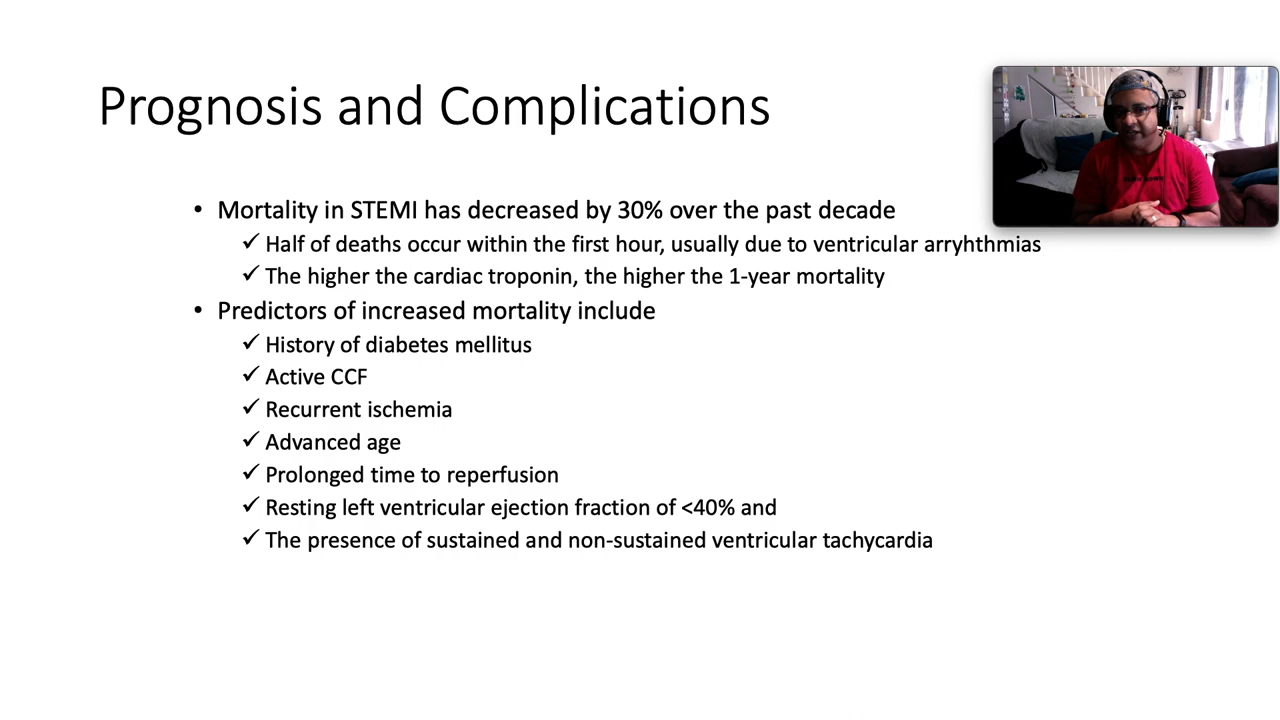 Prognosis and Complications
• Mortality in STEMI has decreased by 30% over the past decade
✓ Half of deaths occur within the first hour, usually due to ventricular arryhthmias
✓ The higher the cardiac troponin, the higher the 1-year mortality
• Predictors of increased mortality include
✓ History of diabetes mellitus
✓ Active CCF
✓ Recurrent ischemia
✓ Advanced age
✓ Prolonged time to reperfusion
✓ Resting left ventricular ejection fraction of <40% and
✓ The presence of sustained and non-sustained ventricular tachycardia